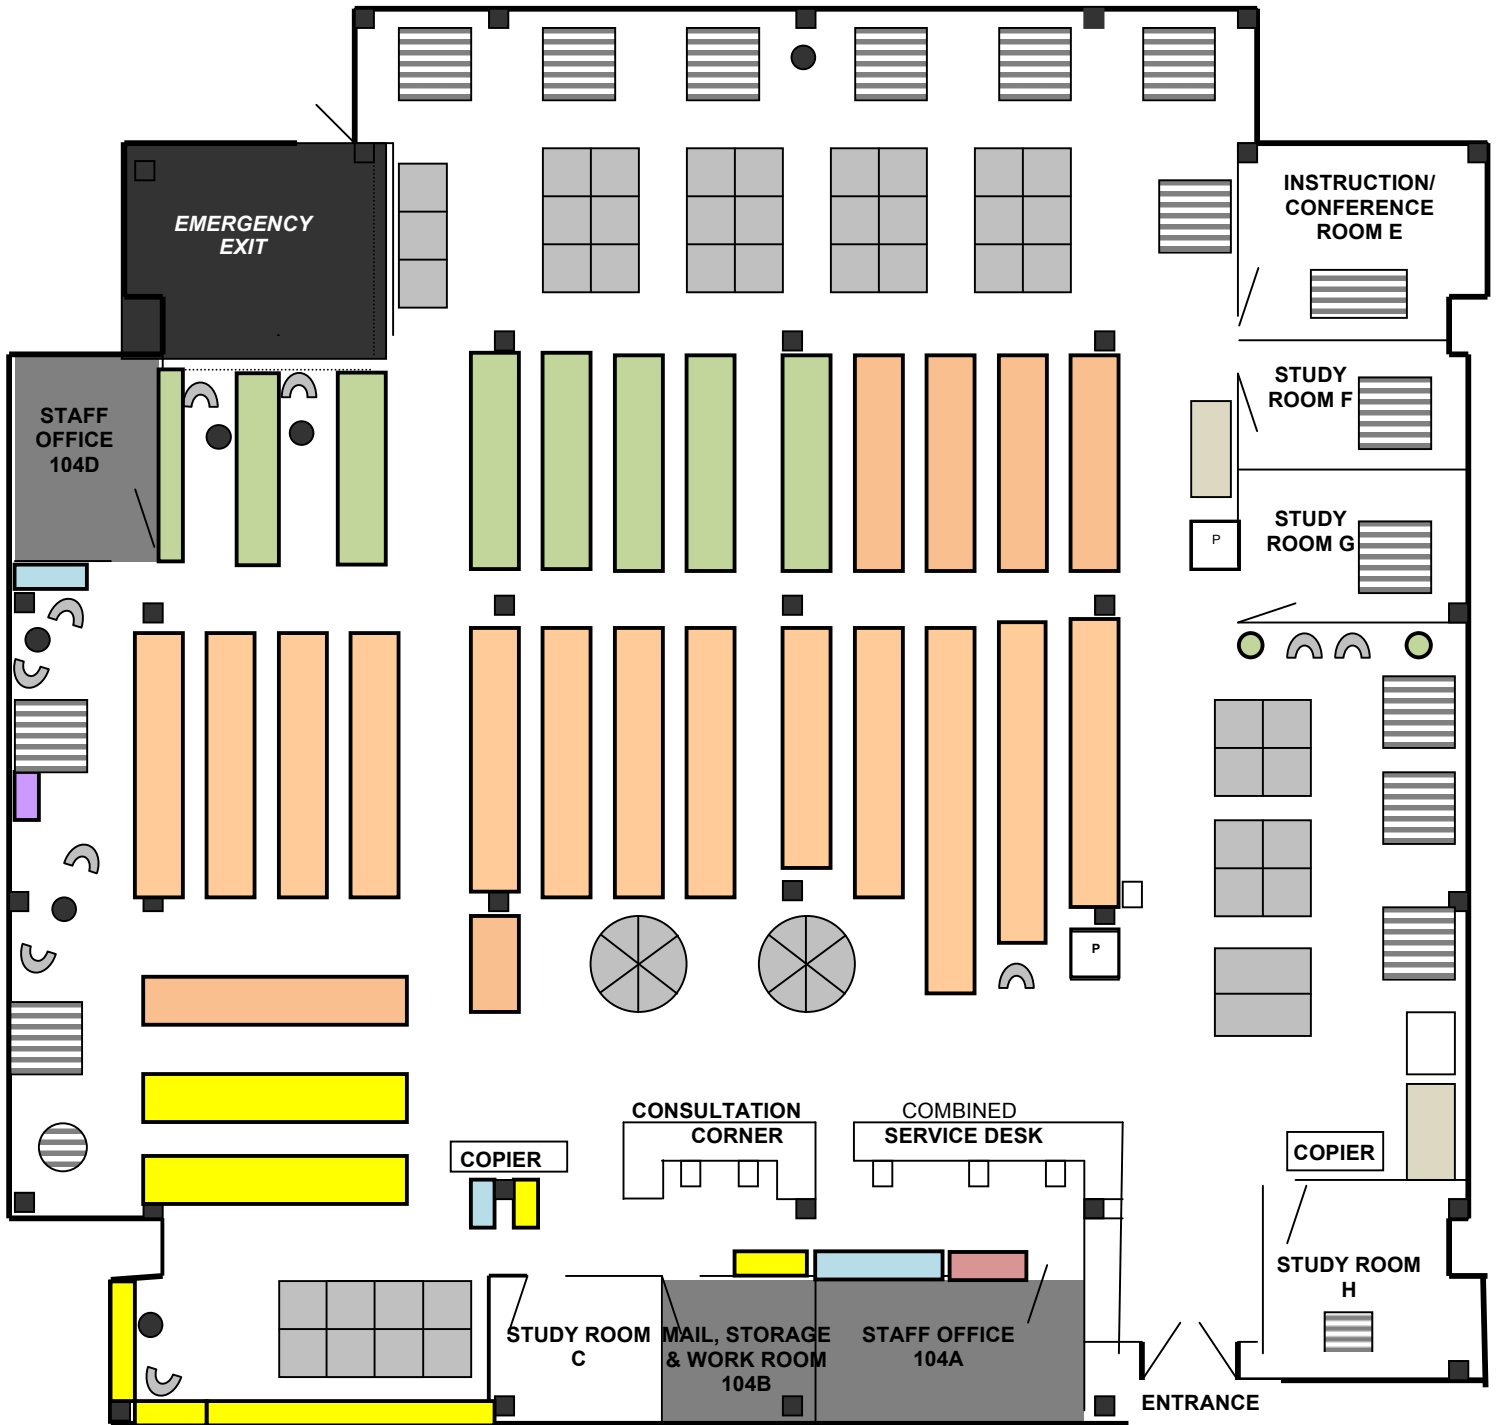 INSTRUCTION/
CONFERENCE
ROOM E
EMERGENCY
EXIT
STUDY
ROOM F
STAFF
OFFICE
104D
STUDY
ROOM G
P
P
CONSULTATION
CORNER
COMBINED
SERVICE DESK
COPIER
COPIER
STUDY ROOM
H
STUDY ROOM
C
MAIL, STORAGE
& WORK ROOM
104B
STAFF OFFICE
104A
ENTRANCE